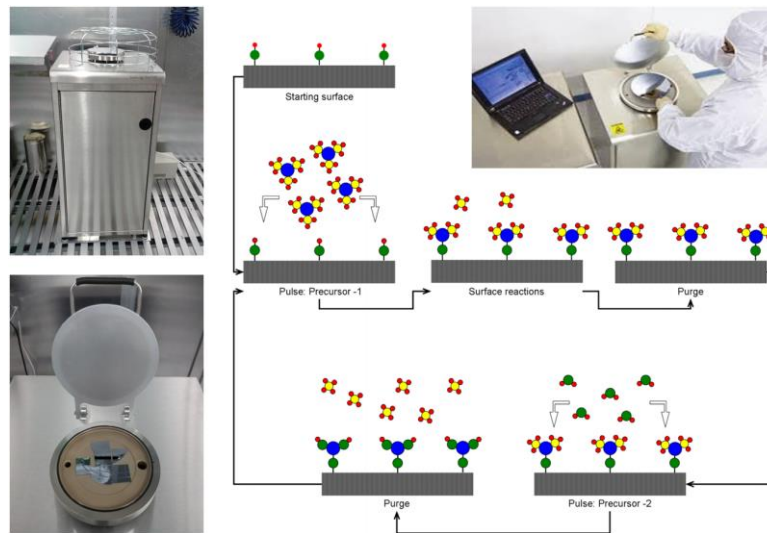 Starting surface
Pulse: Precursor -1
Surface reactions
Purge
Purge
Pulse: Precursor -2